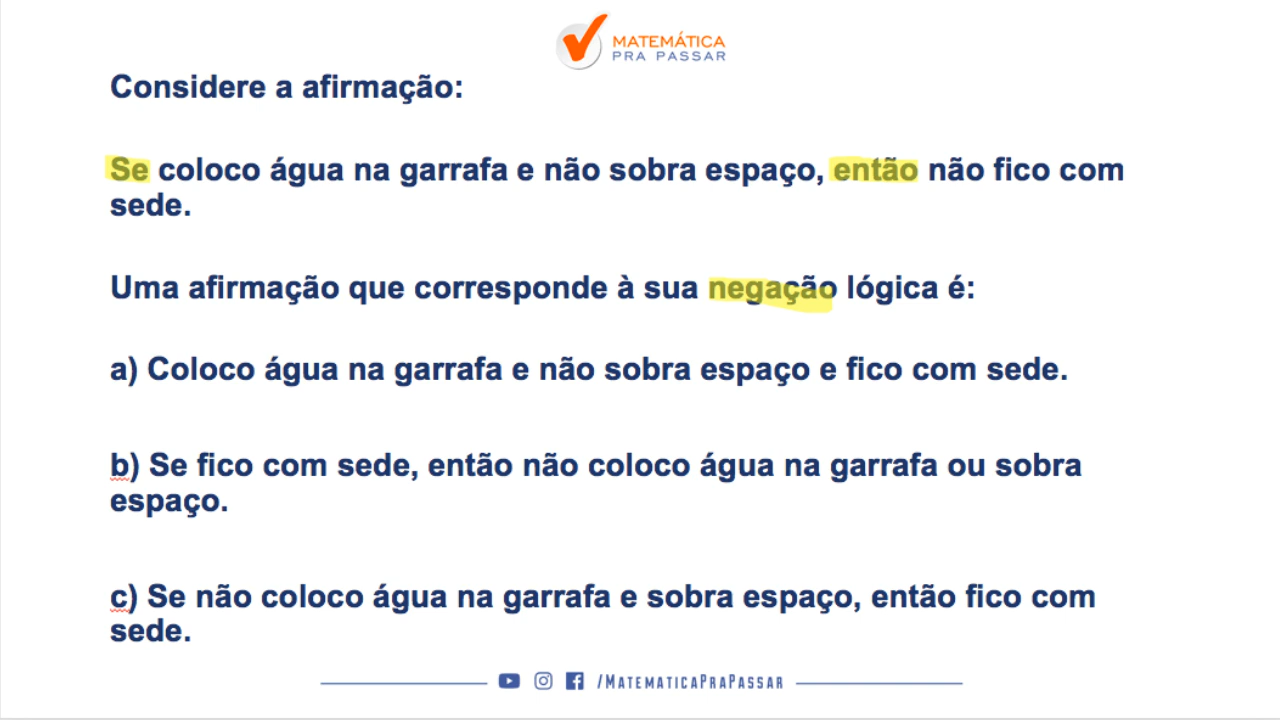 MATEMÁTICA
PRA PASSAR
Considere a afirmação:
Se coloco água na garrafa e não sobra espaço, então não fico com
sede.
Uma afirmação que corresponde à sua negação lógica é:
a) Coloco água na garrafa e não sobra espaço e fico com sede.
b) Se fico com sede, então não coloco água na garrafa ou sobra
espaço.
c) Se não coloco água na garrafa e sobra espaço, então fico com
sede.
/MATEMATICAPRAPASSAR